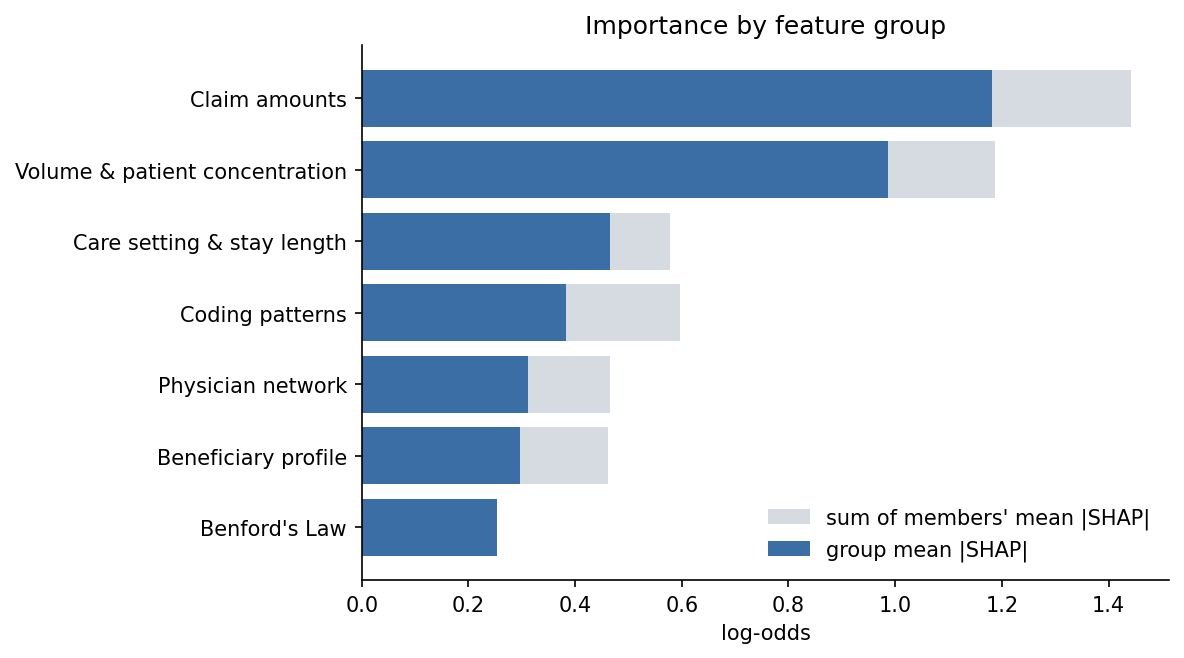 Importance by feature group
Claim amounts
Volume & patient concentration
Care setting & stay length
Coding patterns
Physician network
Beneficiary profile
Benford's Law
sum of members' mean |SHAP|
group mean |SHAP|
0.0 0.2 0.4 0.6 0.8 1.0 1.2 1.4
log-odds